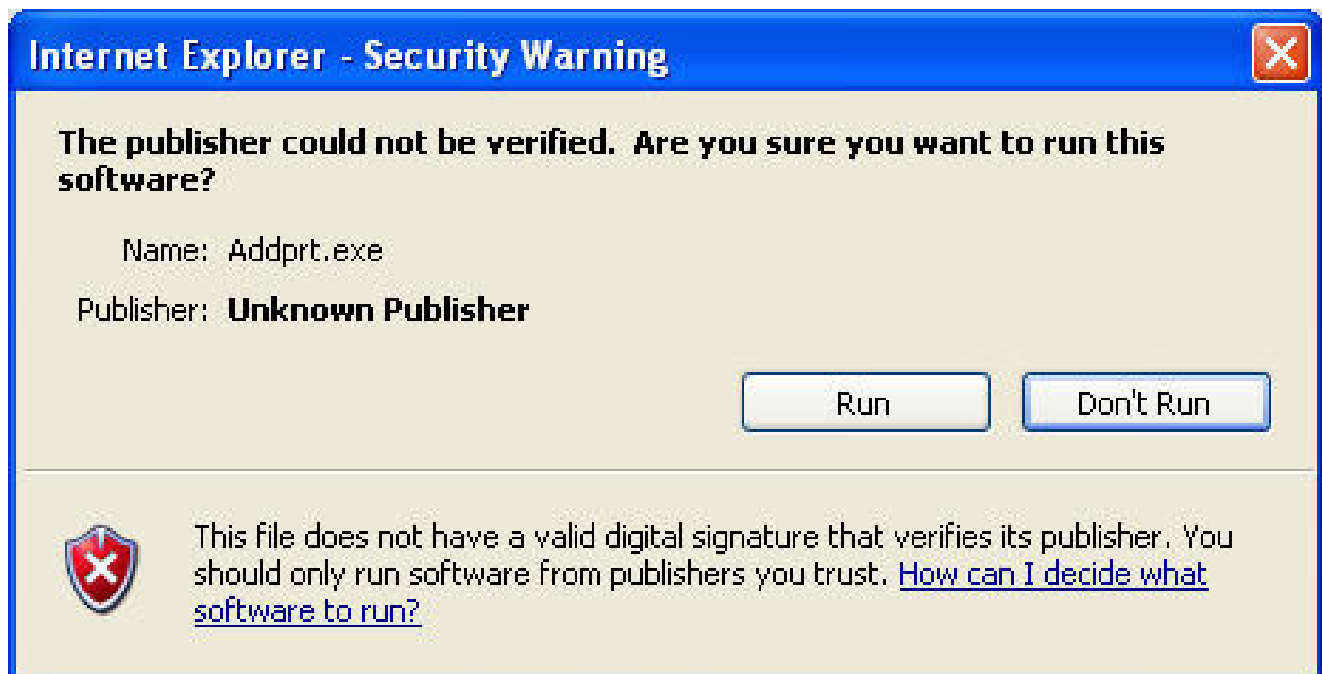 Internet Explorer - Security Warning
The publisher could not be verified. Are you sure you want to run this
software?
Name: Addprt.exe
Publisher: Unknown Publisher
Run Don't Run
This file does not have a valid digital signature that verifies its publisher. You
should only run software from publishers you trust. How can I decide what
software to run?